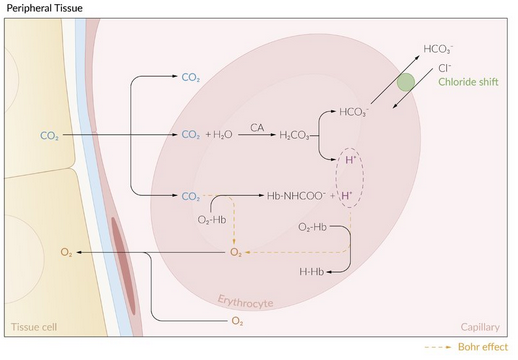 Peripheral Tissue
HCO₃⁻
Cl⁻
Chloride shift
CO₂
HCO₃⁻
CO₂ CO₂ + H₂O CA H₂CO₃
H⁺
CO₂ Hb-NHCOO⁻ + H⁺
O₂-Hb
O₂-Hb
O₂ O₂
H-Hb
Erythrocyte
O₂
Tissue cell Capillary
Bohr effect